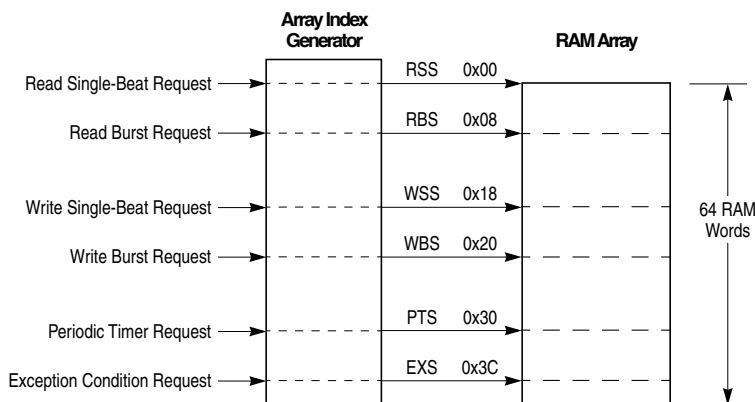 Array Index
Generator
RAM Array
Read Single-Beat Request
RSS 0x00
Read Burst Request
RBS 0x08
Write Single-Beat Request
WSS 0x18
64 RAM
Words
Write Burst Request
WBS 0x20
Periodic Timer Request
PTS 0x30
Exception Condition Request
EXS 0x3C